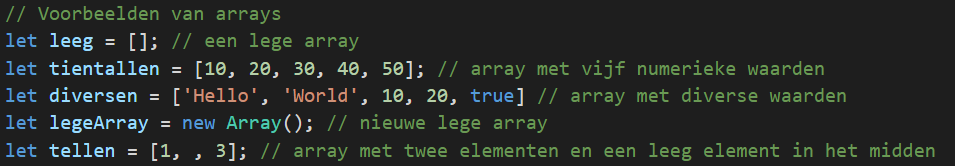 // Voorbeelden van arrays
let leeg = []; // een lege array
let tientallen = [10, 20, 30, 40, 50]; // array met vijf numerieke waarden
let diversen = ['Hello', 'World', 10, 20, true] // array met diverse waarden
let legeArray = new Array(); // nieuwe lege array
let tellen = [1, , 3]; // array met twee elementen en een leeg element in het midden